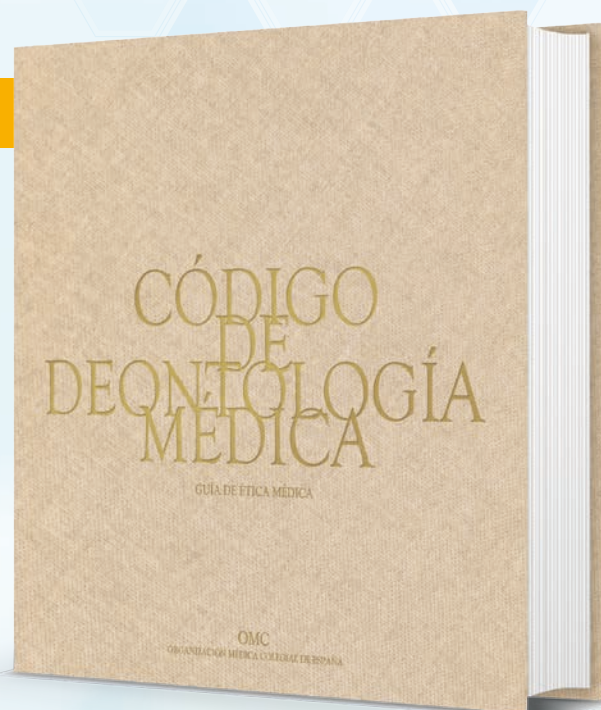 CÓDIGO
DE
DEONTOLOGÍA
MÉDICA
GUÍA DE ÉTICA MÉDICA
OMC
ORGANIZACIÓN MÉDICA COLEGIAL DE ESPAÑA